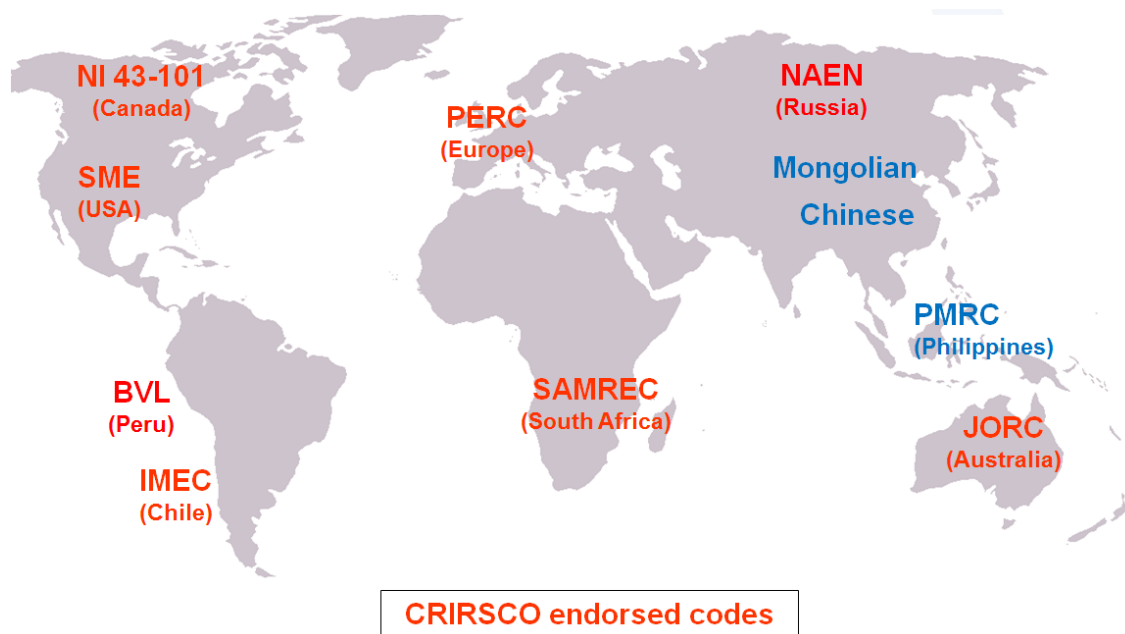 NI 43-101
(Canada)
SME
(USA)
PERC
(Europe)
NAEN
(Russia)
Mongolian
Chinese
PMRC
(Philippines)
BVL
(Peru)
SAMREC
(South Africa)
JORC
(Australia)
IMEC
(Chile)
CRIRSCO endorsed codes